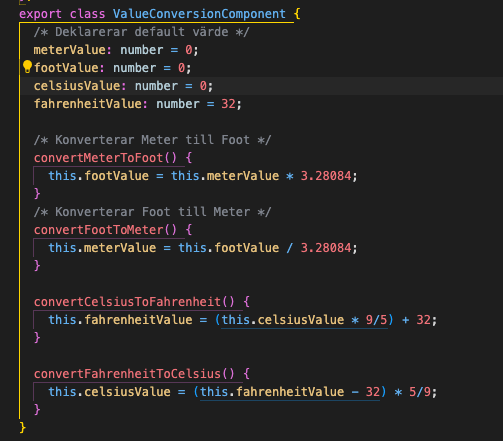 export class ValueConversionComponent {
/* Deklarerar default värde */
meterValue: number = 0;
footValue: number = 0;
celsiusValue: number = 0;
fahrenheitValue: number = 32;
/* Konverterar Meter till Foot */
convertMeterToFoot() {
this.footValue = this.meterValue * 3.28084;
}
/* Konverterar Foot till Meter */
convertFootToMeter() {
this.meterValue = this.footValue / 3.28084;
}
convertCelsiusToFahrenheit() {
this.fahrenheitValue = (this.celsiusValue * 9/5) + 32;
}
convertFahrenheitToCelsius() {
this.celsiusValue = (this.fahrenheitValue - 32) * 5/9;
}
}